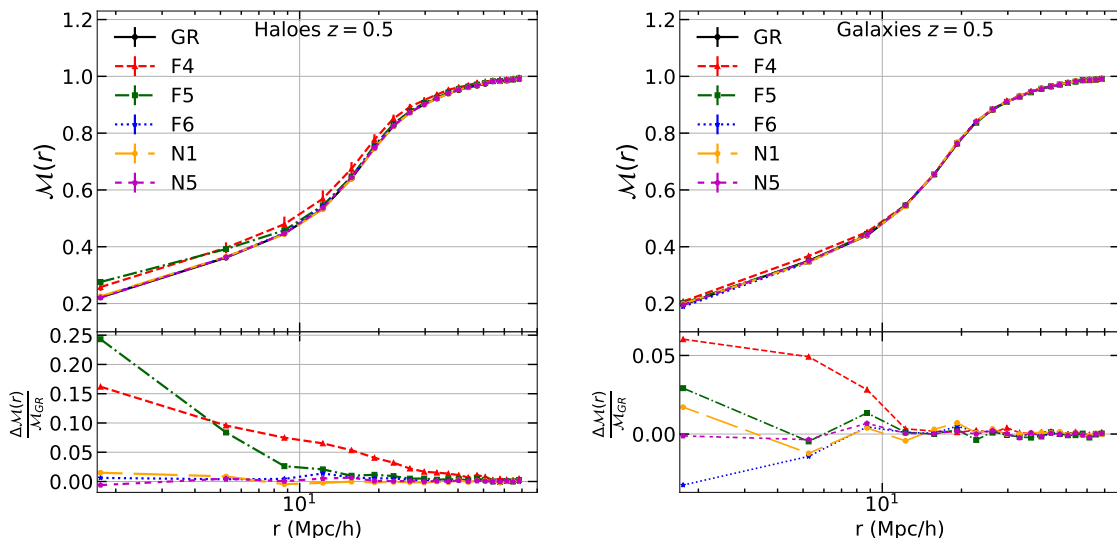 Haloes z = 0.5
GR
F4
F5
F6
N1
N5
1.2
1.0
0.8
0.6
0.4
0.2
ℳ(r)
0.25
0.20
0.15
0.10
0.05
0.00
Δℳ(r)
ℳGR
10¹
r (Mpc/h)
Galaxies z = 0.5
GR
F4
F5
F6
N1
N5
1.2
1.0
0.8
0.6
0.4
0.2
ℳ(r)
0.05
0.00
Δℳ(r)
ℳGR
10¹
r (Mpc/h)